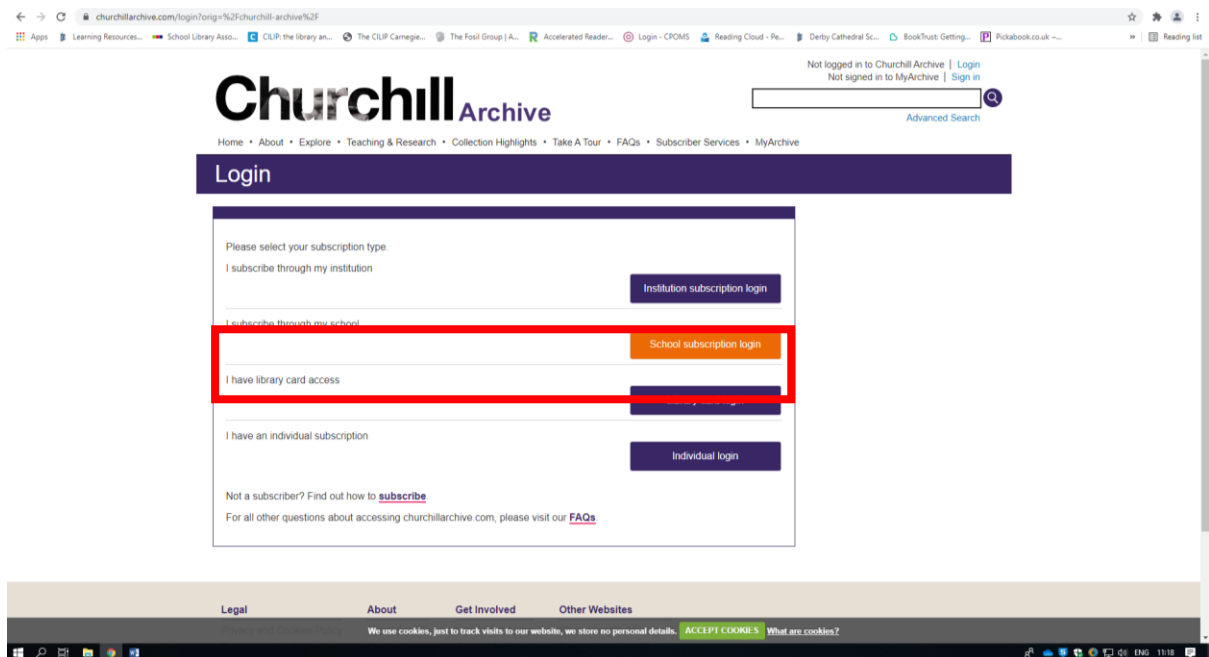 churchillarchive.com/login?orig=%2Fchurchill-archive%2F
Apps Learning Resources... School Library Asso... CILIP: the library an... The CILIP Carnegie... The Fosil Group | A... Accelerated Reader... Login - CPOMS Reading Cloud - Pe... Derby Cathedral Sc... BookTrust: Getting... Pickabook.co.uk –... » Reading list
Not logged in to Churchill Archive | Login
Not signed in to MyArchive | Sign in
Churchill Archive
Advanced Search
Home • About • Explore • Teaching & Research • Collection Highlights • Take A Tour • FAQs • Subscriber Services • MyArchive
Login
Please select your subscription type.
I subscribe through my institution
Institution subscription login
I subscribe through my school
School subscription login
I have library card access
I have an individual subscription
Individual login
Not a subscriber? Find out how to subscribe.
For all other questions about accessing churchillarchive.com, please visit our FAQs.
Legal About Get Involved Other Websites
Privacy and Cookies Policy
We use cookies, just to track visits to our website, we store no personal details. ACCEPT COOKIES What are cookies?
ENG 11:18